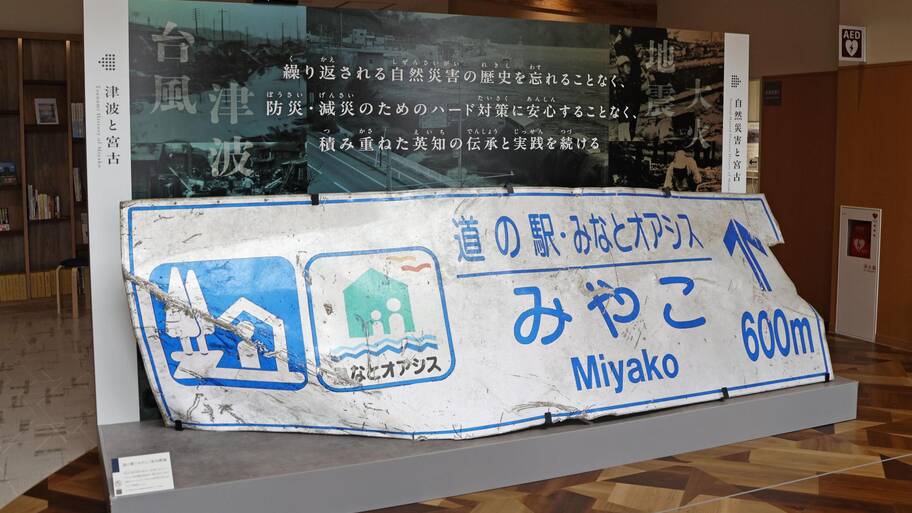 台風
地震
津波
大火
繰り返される自然災害の歴史を忘れることなく、
防災・減災のためのハード対策に安心することなく、
積み重ねた英知の伝承と実践を続ける
津波と宮古
Tsunami History of Miyako
自然災害と宮古
AED
道の駅・みなとオアシス
みやこ
Miyako
600m
なとオアシス